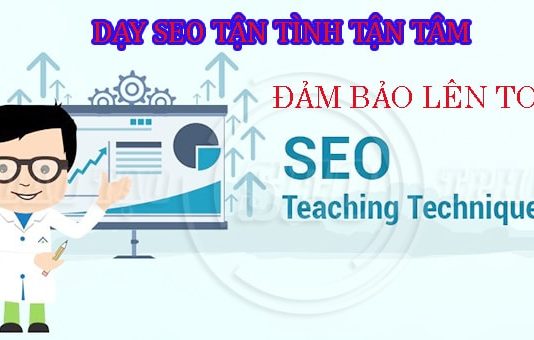 DẠY SEO TẬN TÌNH TẬN TÂM
ĐẢM BẢO LÊN TO
SEO
Teaching Technique